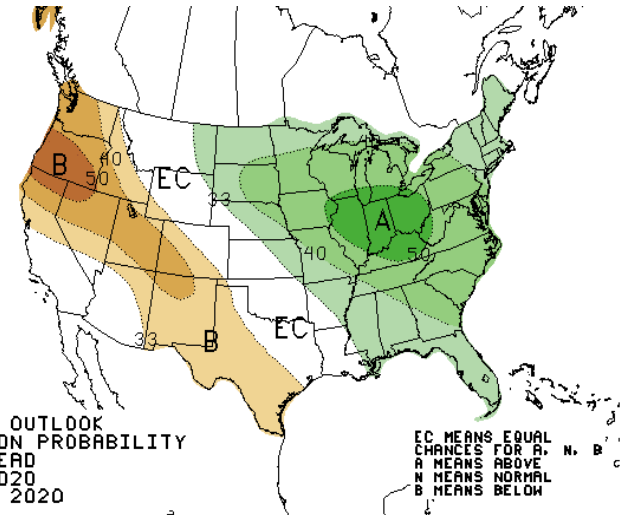 B
40
50
EC
33
A
40
50
EC
33
B
OUTLOOK
ON PROBABILITY
EAD
020
2020
EC MEANS EQUAL
CHANCES FOR A, N, B
A MEANS ABOVE
N MEANS NORMAL
B MEANS BELOW